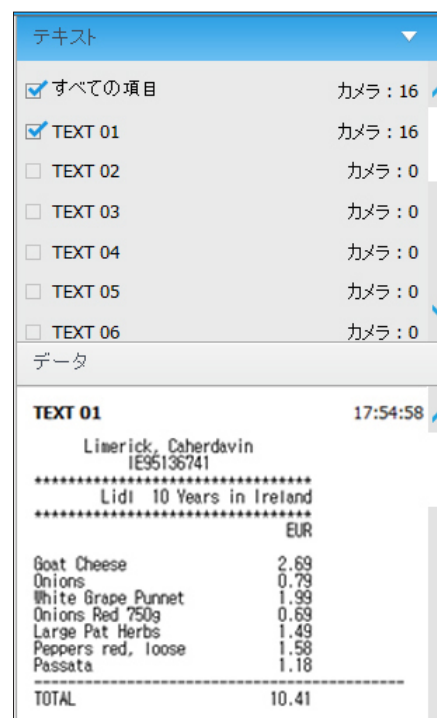 テキスト
すべての項目 カメラ : 16
TEXT 01 カメラ : 16
TEXT 02 カメラ : 0
TEXT 03 カメラ : 0
TEXT 04 カメラ : 0
TEXT 05 カメラ : 0
TEXT 06 カメラ : 0
データ
TEXT 01 17:54:58
Limerick, Caherdavin
IE95136741
*********************************
Lidl 10 Years in Ireland
*********************************
EUR
Goat Cheese 2.69
Onions 0.79
White Grape Punnet 1.99
Onions Red 750g 0.69
Large Pat Herbs 1.49
Peppers red, loose 1.58
Passata 1.18
--------------------------------------------
TOTAL 10.41